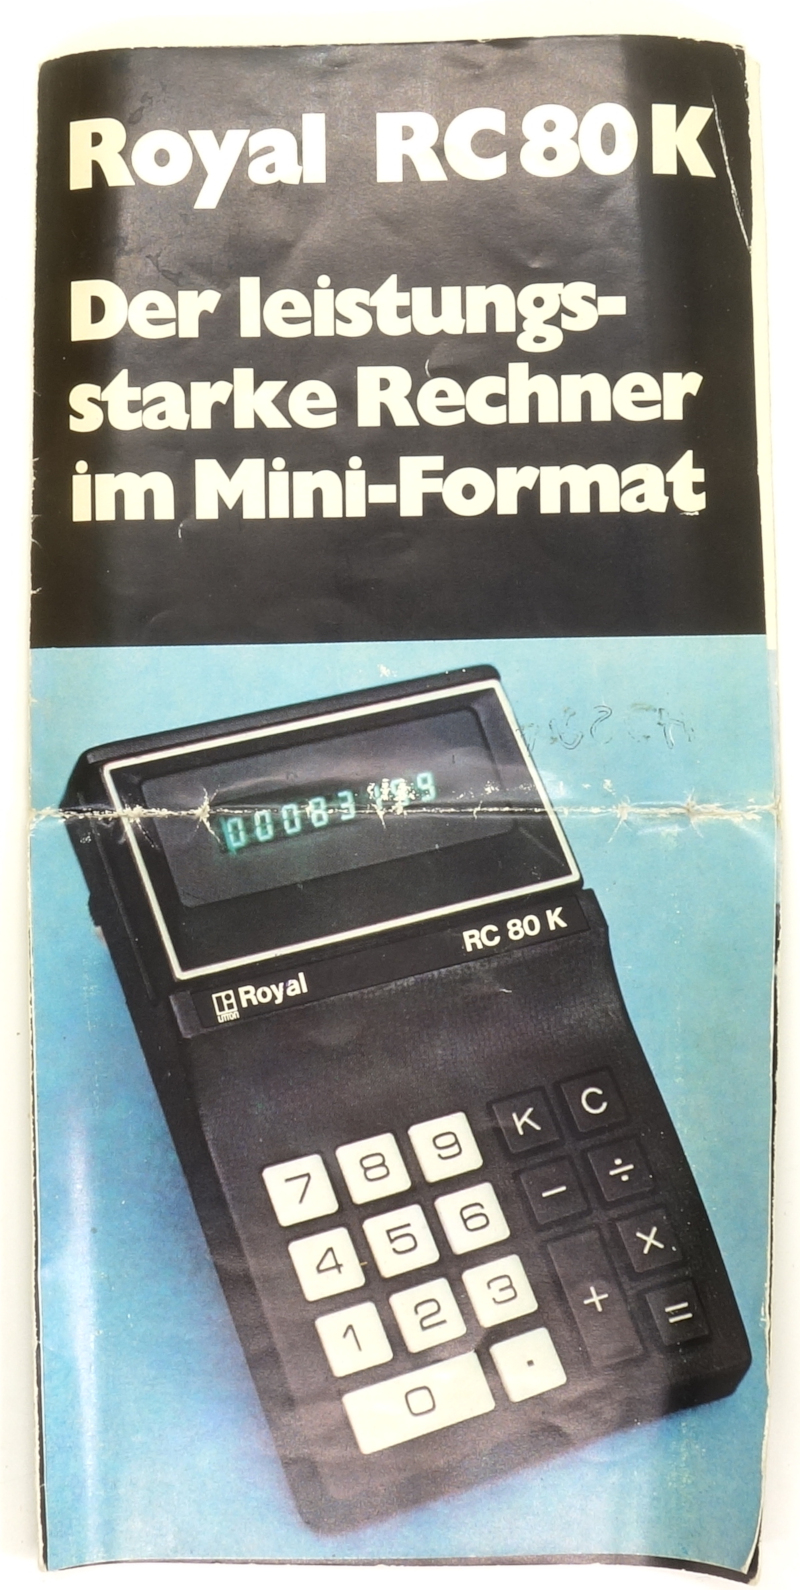 Royal RC 80 K
Der leistungs-
starke Rechner
im Mini-Format
RC 80 K
LITTON
Royal
K C
7 8 9
- ÷
4 5 6
×
1 2 3
+
=
0 .